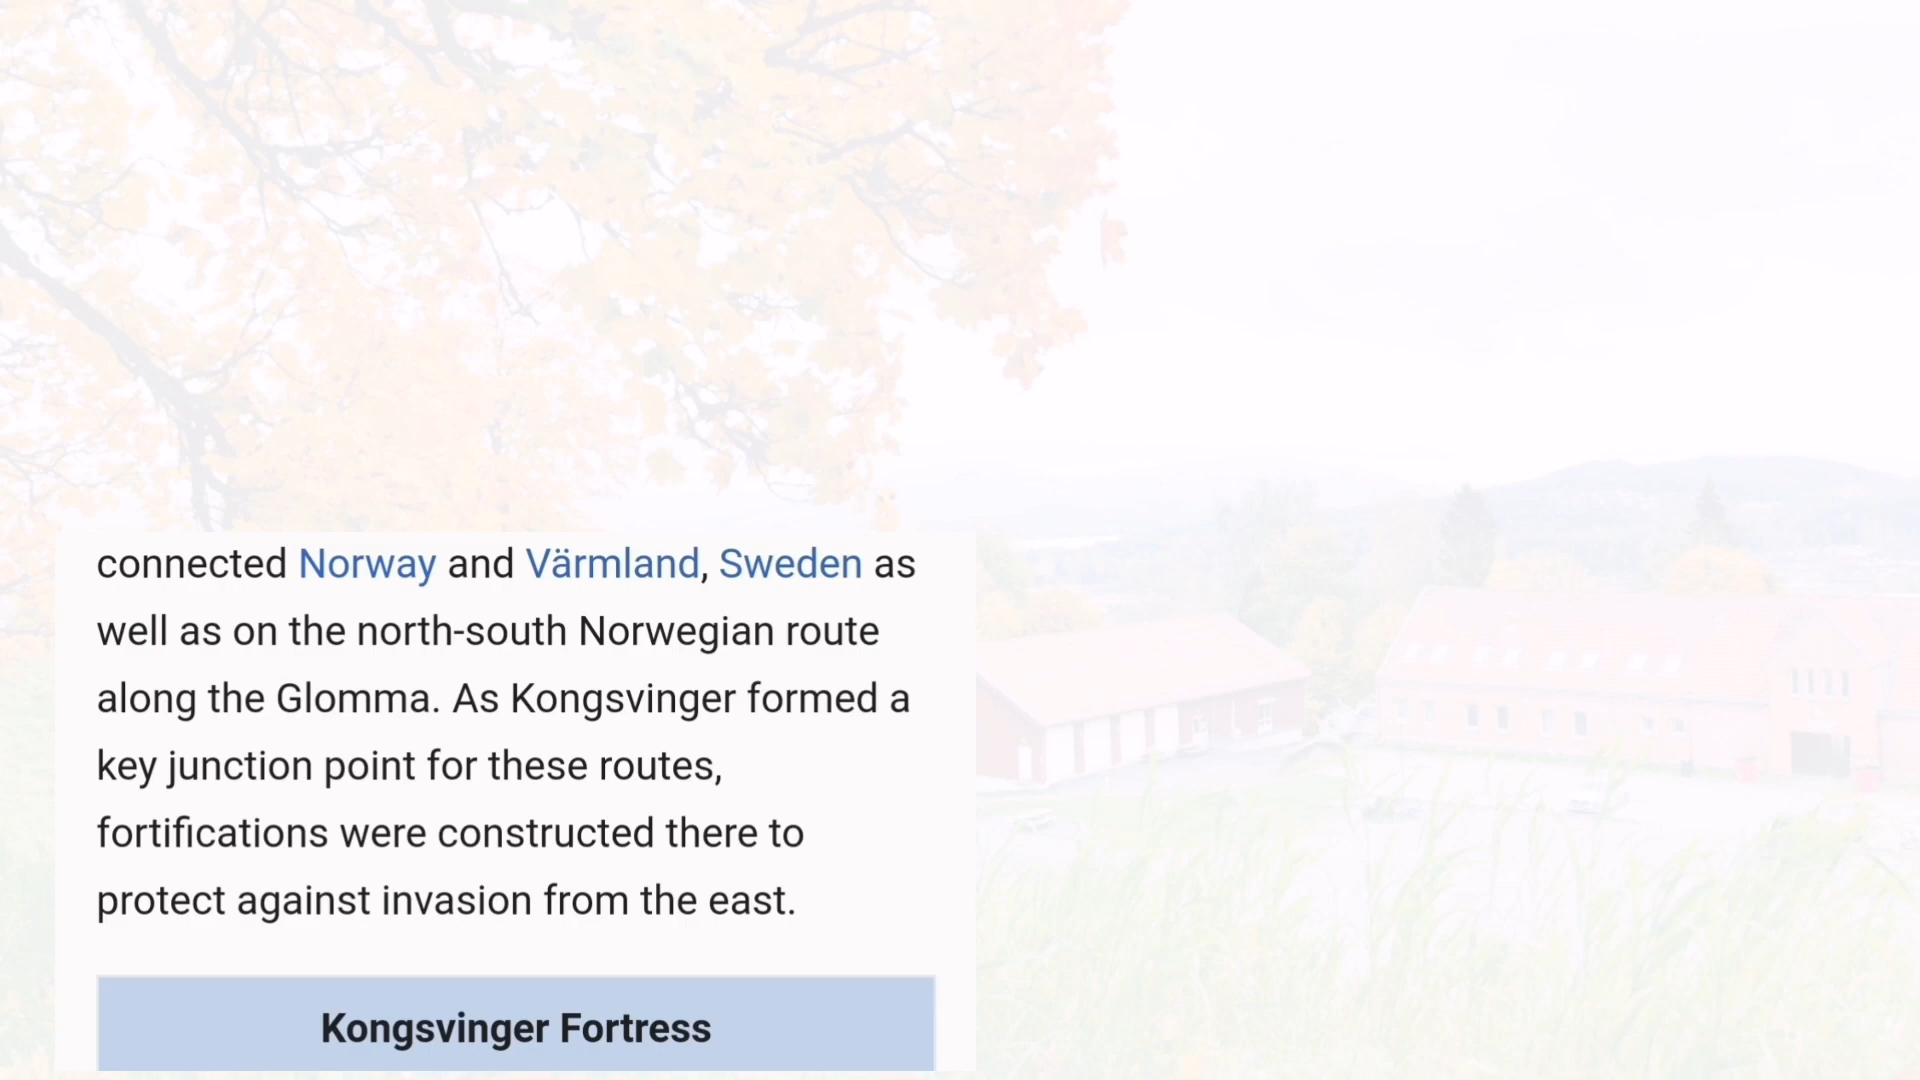 connected Norway and Värmland, Sweden as
well as on the north-south Norwegian route
along the Glomma. As Kongsvinger formed a
key junction point for these routes,
fortifications were constructed there to
protect against invasion from the east.
Kongsvinger Fortress